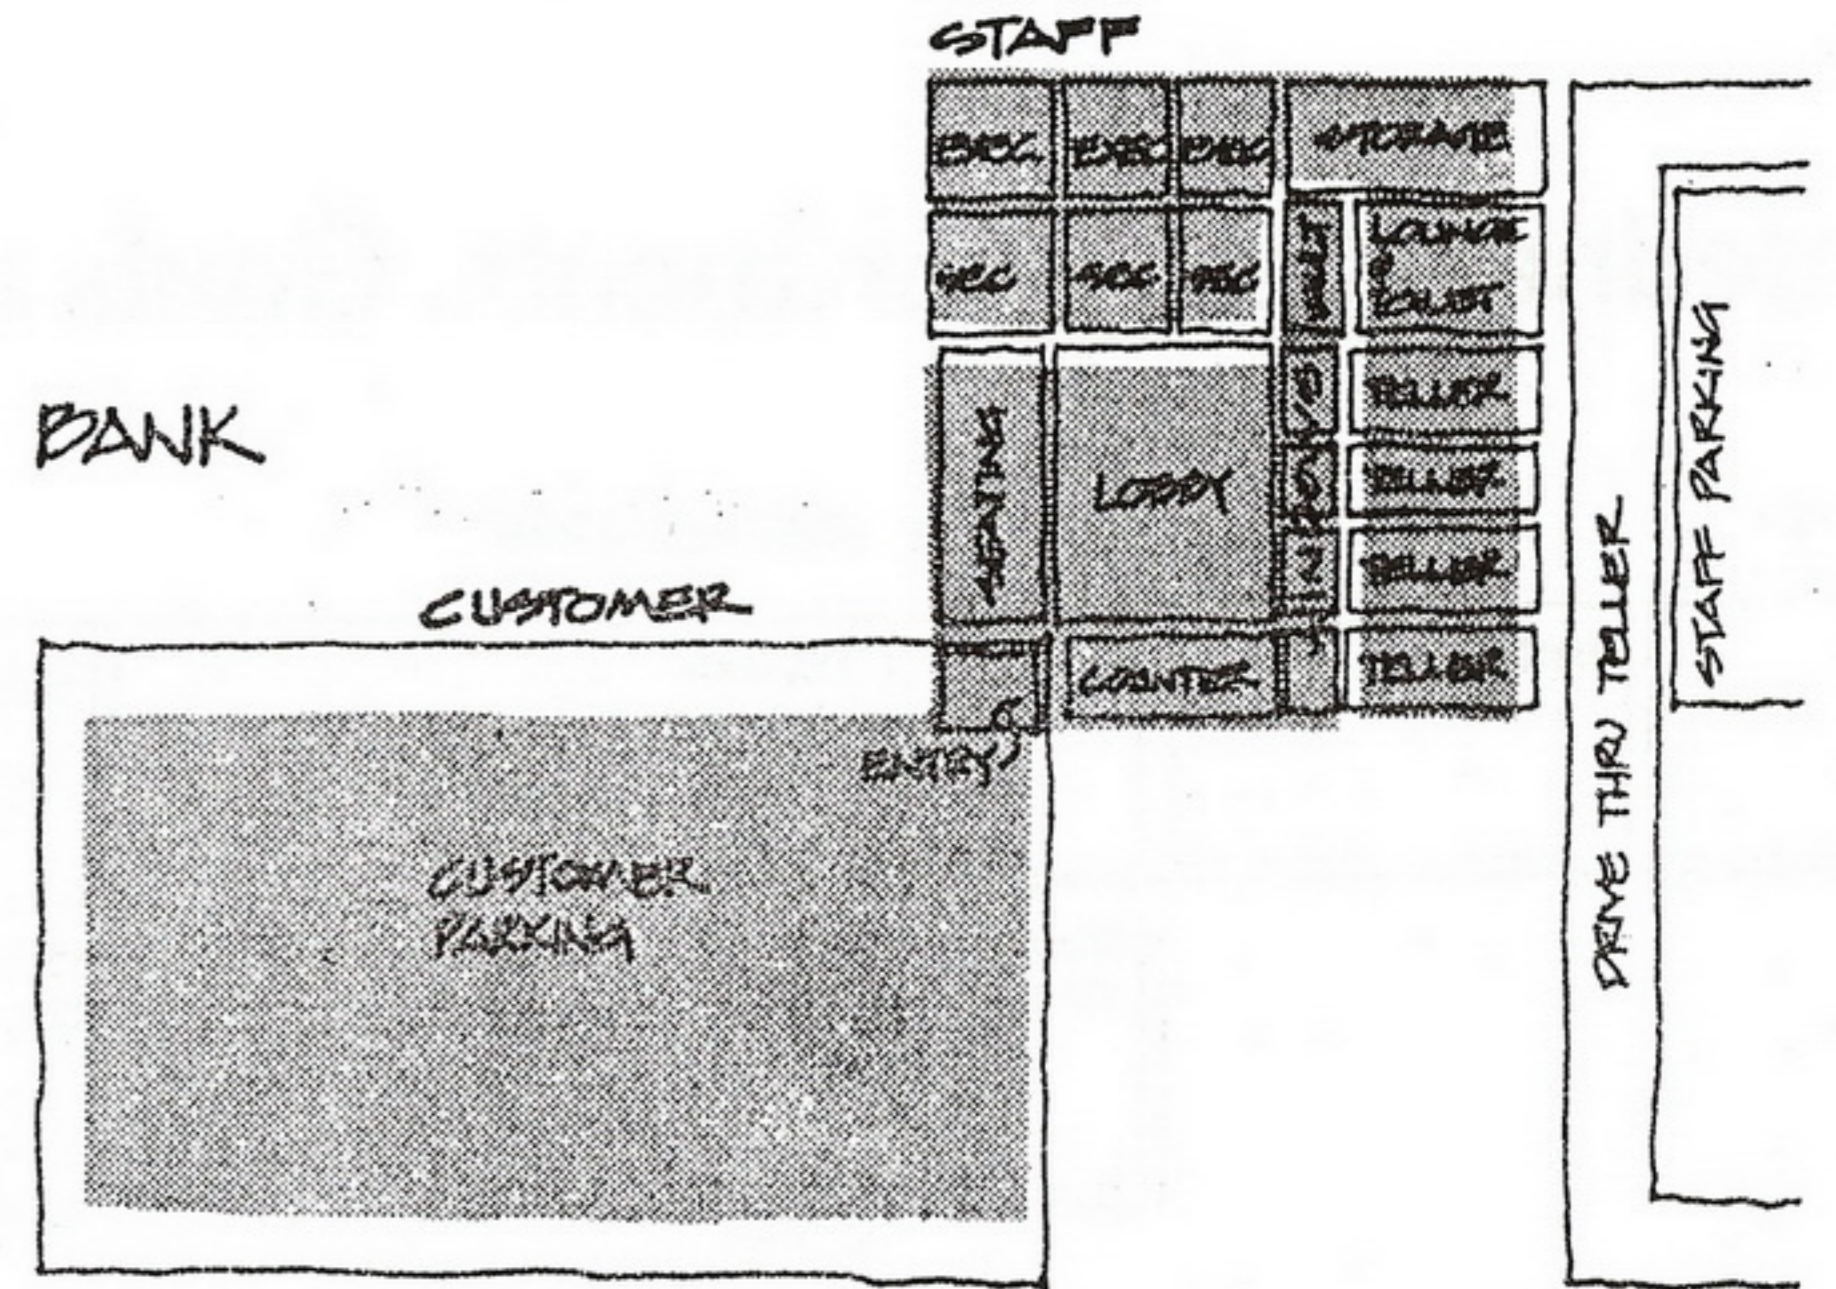 STAFF
EXEC
EXEC
EXEC
STORAGE
SEC
SEC
SEC
VAULT
LOUNGE
&
TOILET
BANK
SEATING
LOBBY
TELLER
TELLER
TELLER
TELLER
COUNTER
ENTRY
CUSTOMER
CUSTOMER
PARKING
DRIVE THRU TELLER
STAFF PARKING